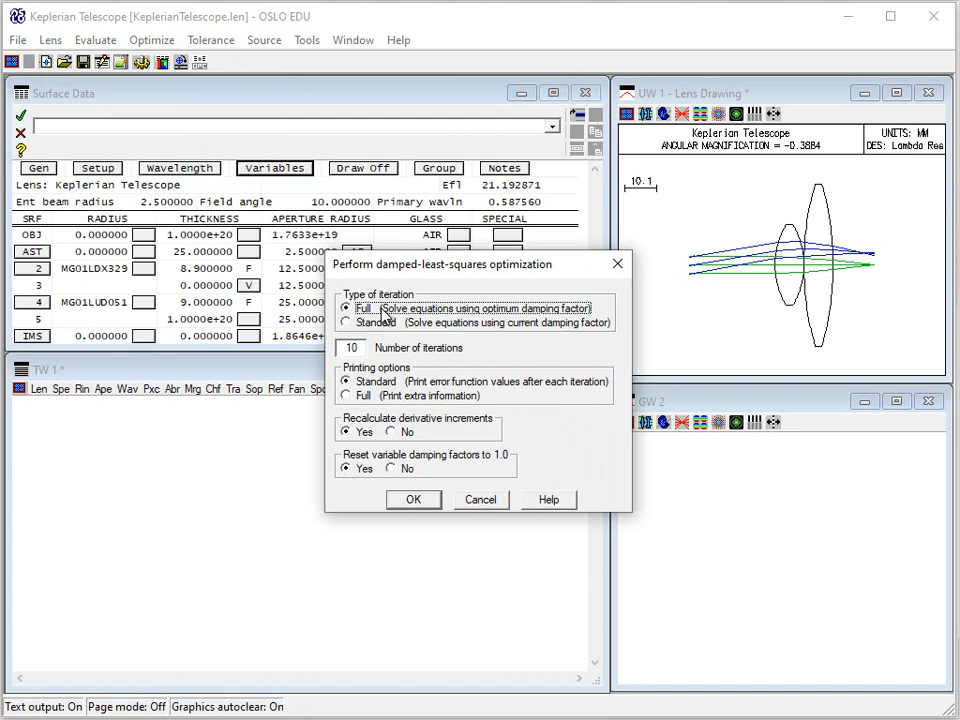 Keplerian Telescope [KeplerianTelescope.len] - OSLO EDU
File Lens Evaluate Optimize Tolerance Source Tools Window Help
Surface Data
Gen Setup Wavelength Variables Draw Off Group Notes
Lens: Keplerian Telescope Efl 21.192871
Ent beam radius 2.500000 Field angle 10.000000 Primary wavln 0.587560
SRF RADIUS THICKNESS APERTURE RADIUS GLASS SPECIAL
OBJ 0.000000 1.0000e+20 1.7633e+19 AIR
AST 0.000000 25.000000 2.500000
2 MG01LDX329 8.900000 F 12.50000
3 0.000000 V 12.50000
4 MG01LUD051 9.000000 F 25.0000
5 1.0000e+20 25.0000
IMS 0.000000 0.000000 1.8646e+
UW 1 - Lens Drawing *
Keplerian Telescope
ANGULAR MAGNIFICATION = -0.3884
UNITS: MM
DES: Lambda Res
10.1
Perform damped-least-squares optimization
Type of iteration
Full (Solve equations using optimum damping factor)
Standard (Solve equations using current damping factor)
10 Number of iterations
Printing options
Standard (Print error function values after each iteration)
Full (Print extra information)
Recalculate derivative increments
Yes No
Reset variable damping factors to 1.0
Yes No
OK Cancel Help
TW 1 *
Len Spe Rin Ape Wav Pxc Abr Mrg Chf Tra Sop Ref Fan Spd
GW 2
Text output: On Page mode: Off Graphics autoclear: On